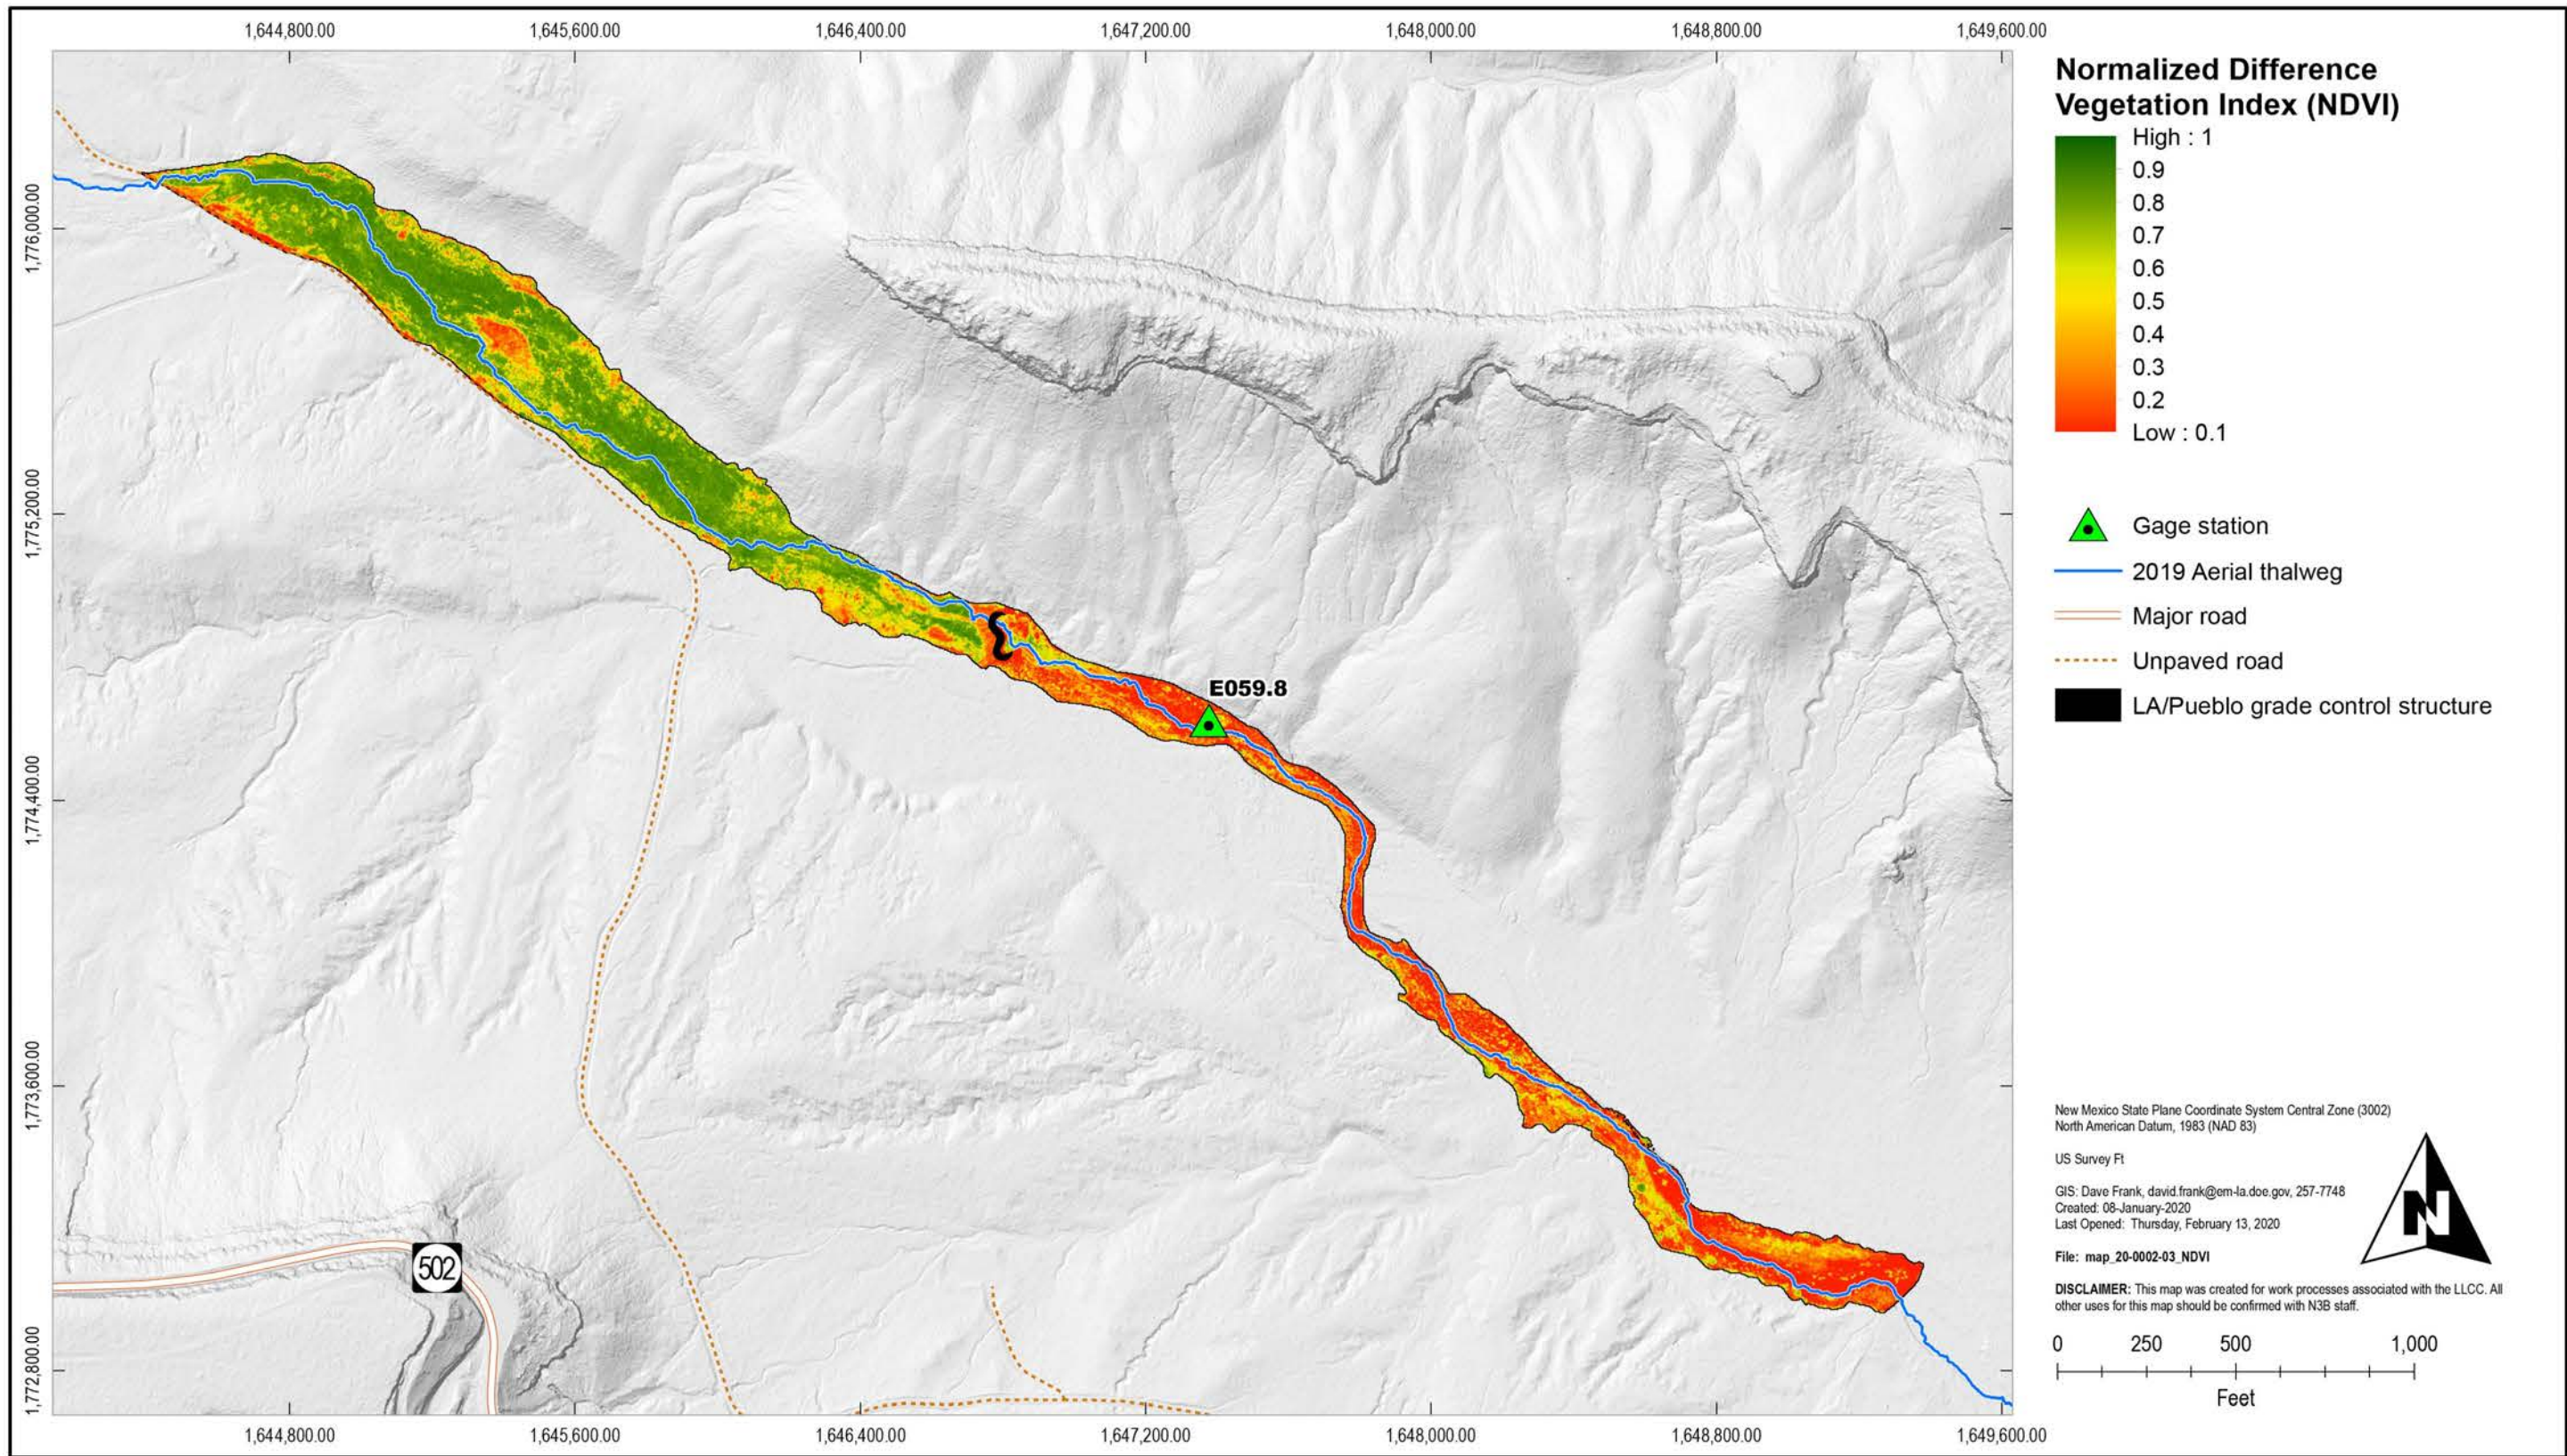 1,644,800.00 1,645,600.00 1,646,400.00 1,647,200.00 1,648,000.00 1,648,800.00 1,649,600.00
1,776,000.00
1,775,200.00
1,774,400.00
1,773,600.00
1,772,800.00
E059.8
502
1,644,800.00 1,645,600.00 1,646,400.00 1,647,200.00 1,648,000.00 1,648,800.00 1,649,600.00
Normalized Difference
Vegetation Index (NDVI)
High : 1
0.9
0.8
0.7
0.6
0.5
0.4
0.3
0.2
Low : 0.1
Gage station
2019 Aerial thalweg
Major road
Unpaved road
LA/Pueblo grade control structure
New Mexico State Plane Coordinate System Central Zone (3002)
North American Datum, 1983 (NAD 83)
US Survey Ft
GIS: Dave Frank, david.frank@em-la.doe.gov, 257-7748
Created: 08-January-2020
Last Opened: Thursday, February 13, 2020
File: map_20-0002-03_NDVI
N
DISCLAIMER: This map was created for work processes associated with the LLCC. All
other uses for this map should be confirmed with N3B staff.
0 250 500 1,000
Feet